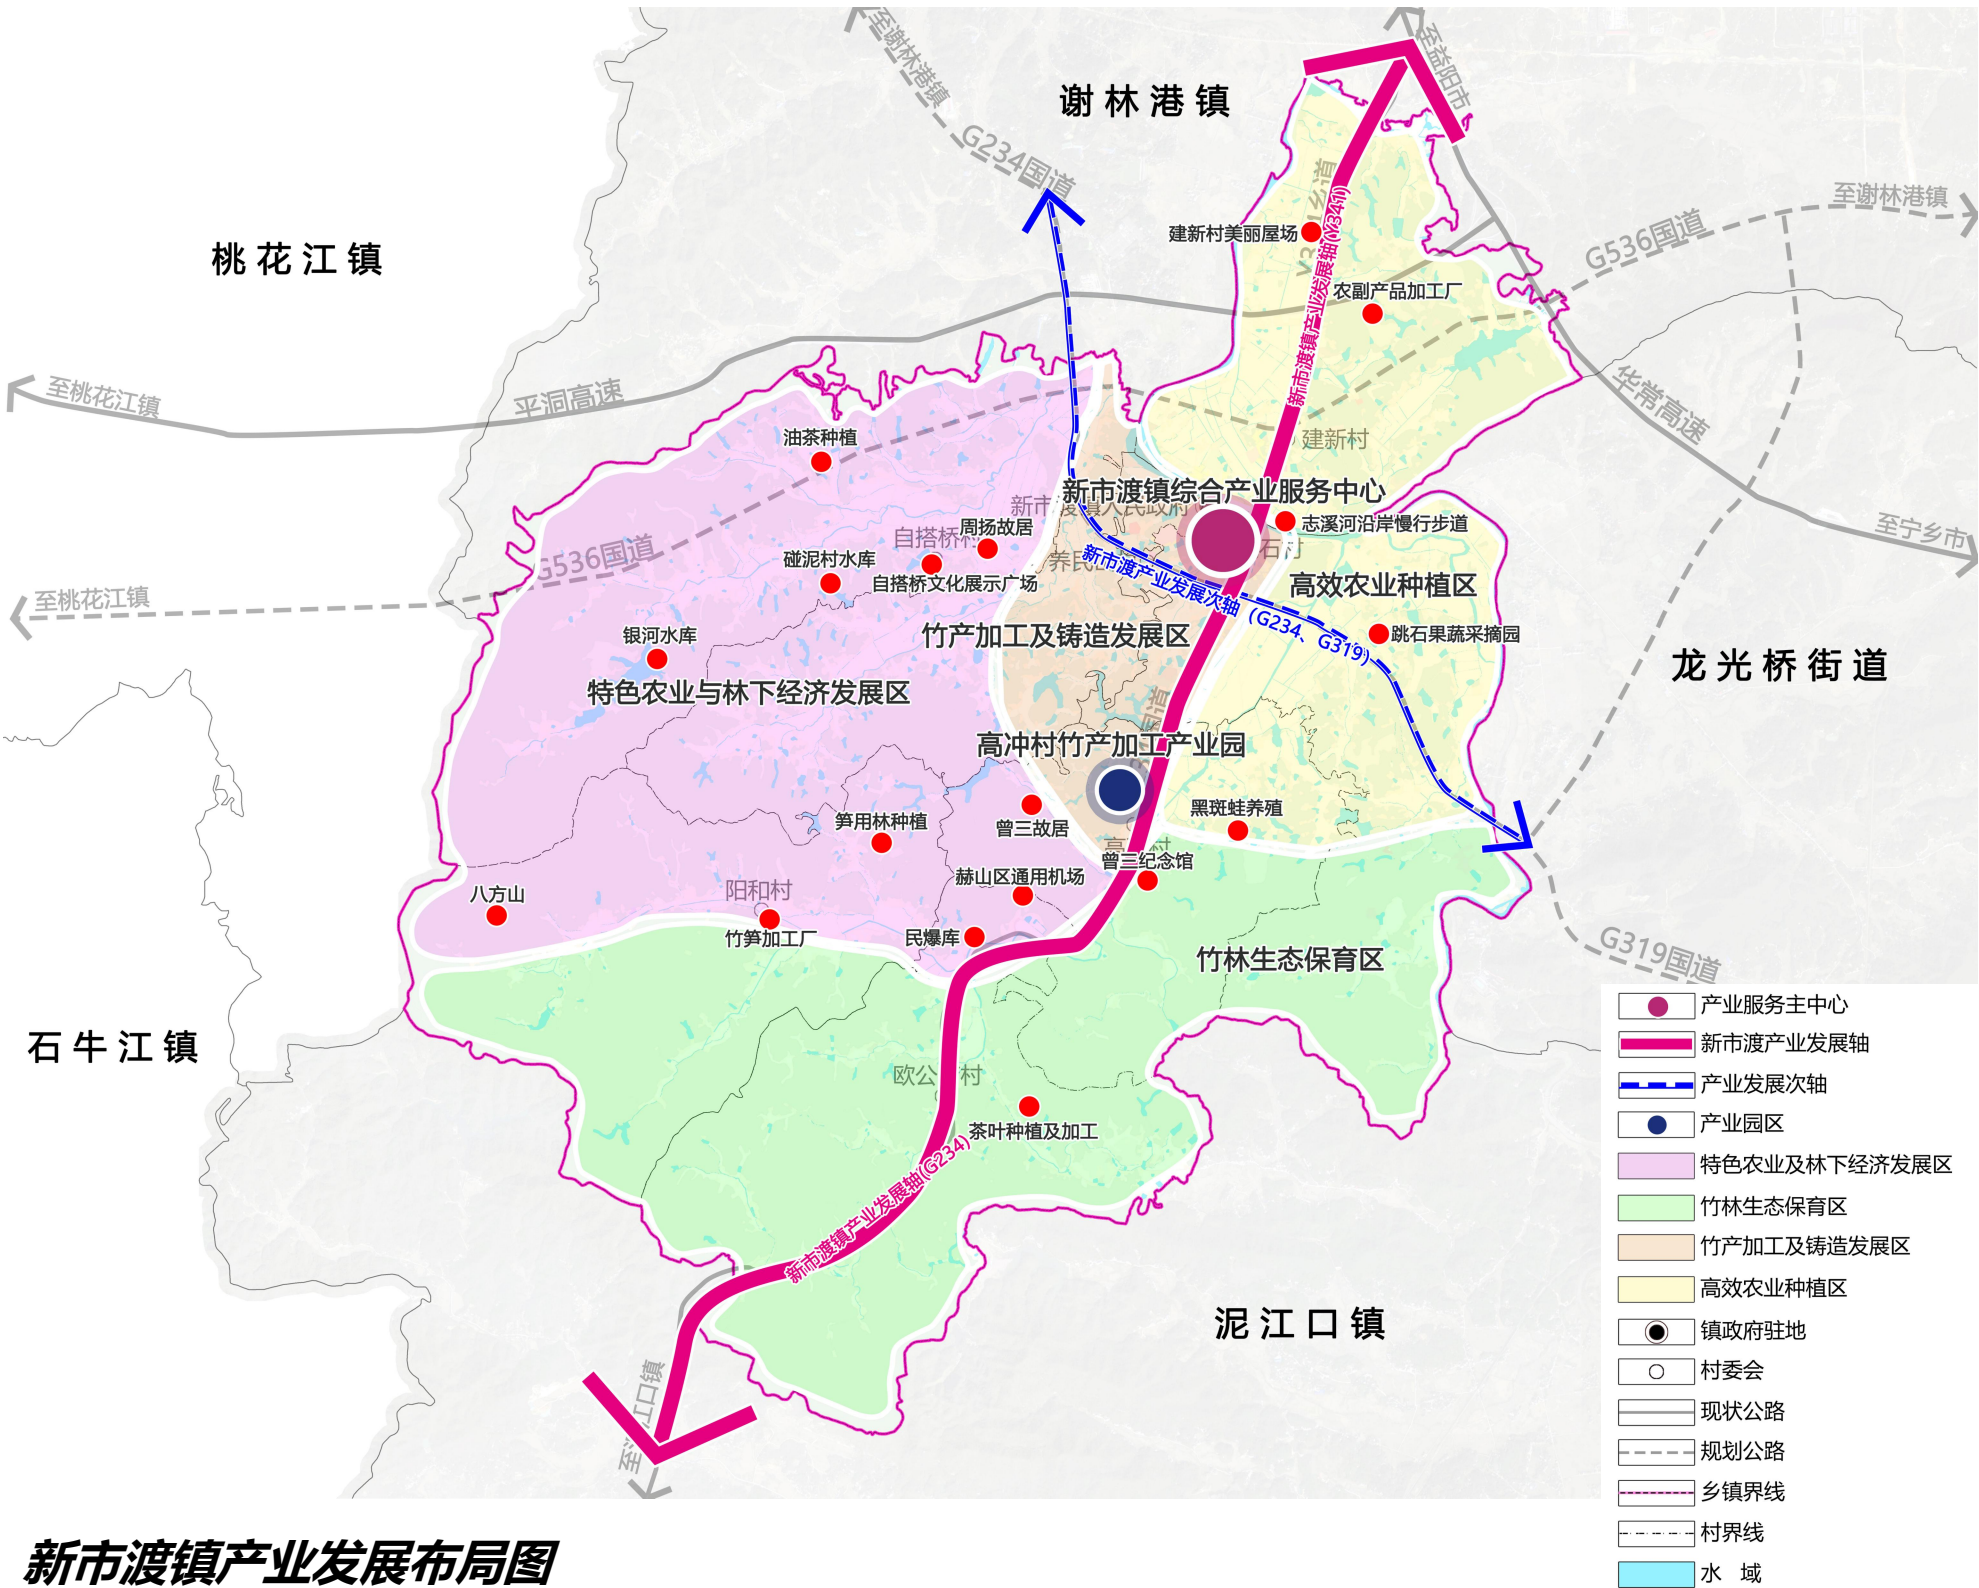 至谢林港镇
至益阳市
谢林港镇
G234国道
至谢林港镇
G536国道
桃花江镇
建新村美丽屋场
新市渡镇产业发展轴(Y341)
农副产品加工厂
至桃花江镇
平洞高速
华常高速
建新村
油茶种植
新市渡镇综合产业服务中心
志溪河沿岸慢行步道
至宁乡市
周扬故居
自搭桥文化展示广场
碰泥村水库
G536国道
新市渡产业发展次轴（G234、G319）
高效农业种植区
至桃花江镇
银河水库
竹产加工及铸造发展区
跳石果蔬采摘园
龙光桥街道
特色农业与林下经济发展区
高冲村竹产加工产业园
曾三故居
黑斑蛙养殖
笋用林种植
曾三纪念馆
赫山区通用机场
阳和村
八方山
竹笋加工厂
民爆库
竹林生态保育区
G319国道
石牛江镇
茶叶种植及加工
新市渡镇产业发展轴(G234)
泥江口镇
产业服务主中心
新市渡产业发展轴
产业发展次轴
产业园区
特色农业及林下经济发展区
竹林生态保育区
竹产加工及铸造发展区
高效农业种植区
镇政府驻地
村委会
现状公路
规划公路
乡镇界线
村界线
水 域
新市渡镇产业发展布局图